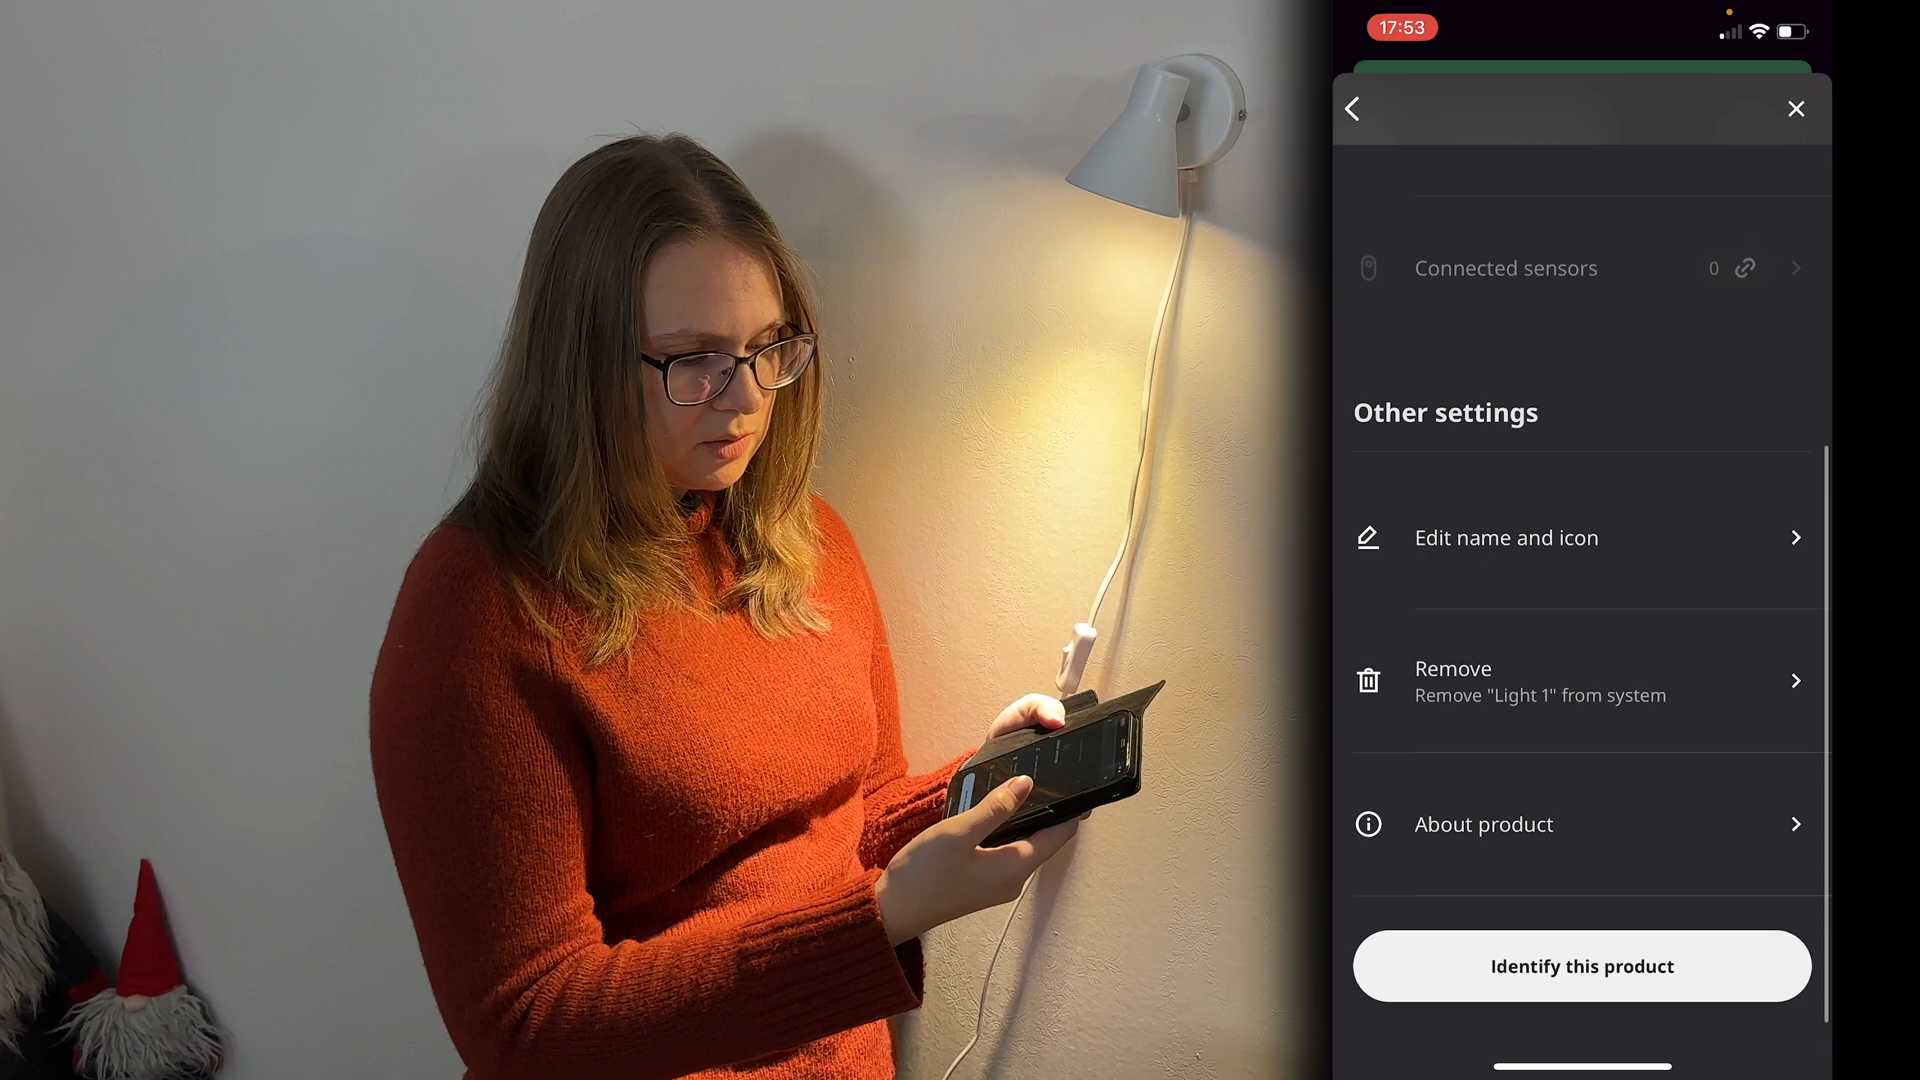 17:53
Connected sensors 0
Other settings
Edit name and icon
Remove
Remove "Light 1" from system
About product
Identify this product